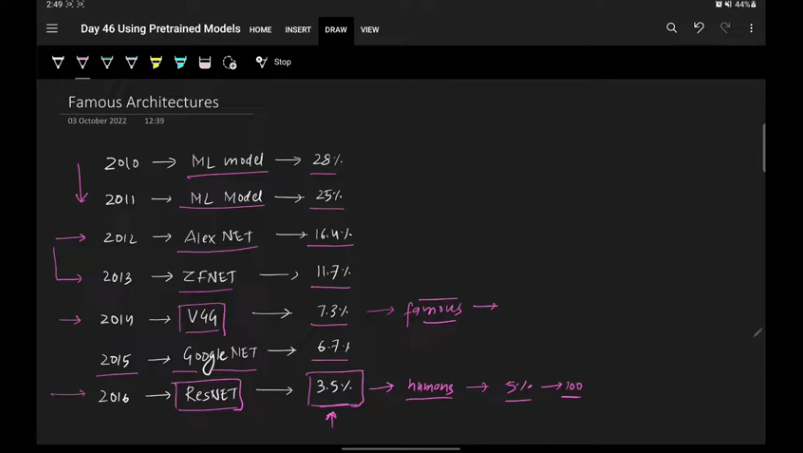 2:49 44%
Day 46 Using Pretrained Models HOME INSERT DRAW VIEW
Stop
Famous Architectures
03 October 2022 12:39
2010 → ML model → 28%
2011 → ML Model → 25%
2012 → Alex NET → 16.4%
2013 → ZFNET → 11.7%
2014 → VGG → 7.3% → famous →
2015 → GoogleNET → 6.7%
2016 → ResNET → 3.5% → humans → 5% → 100